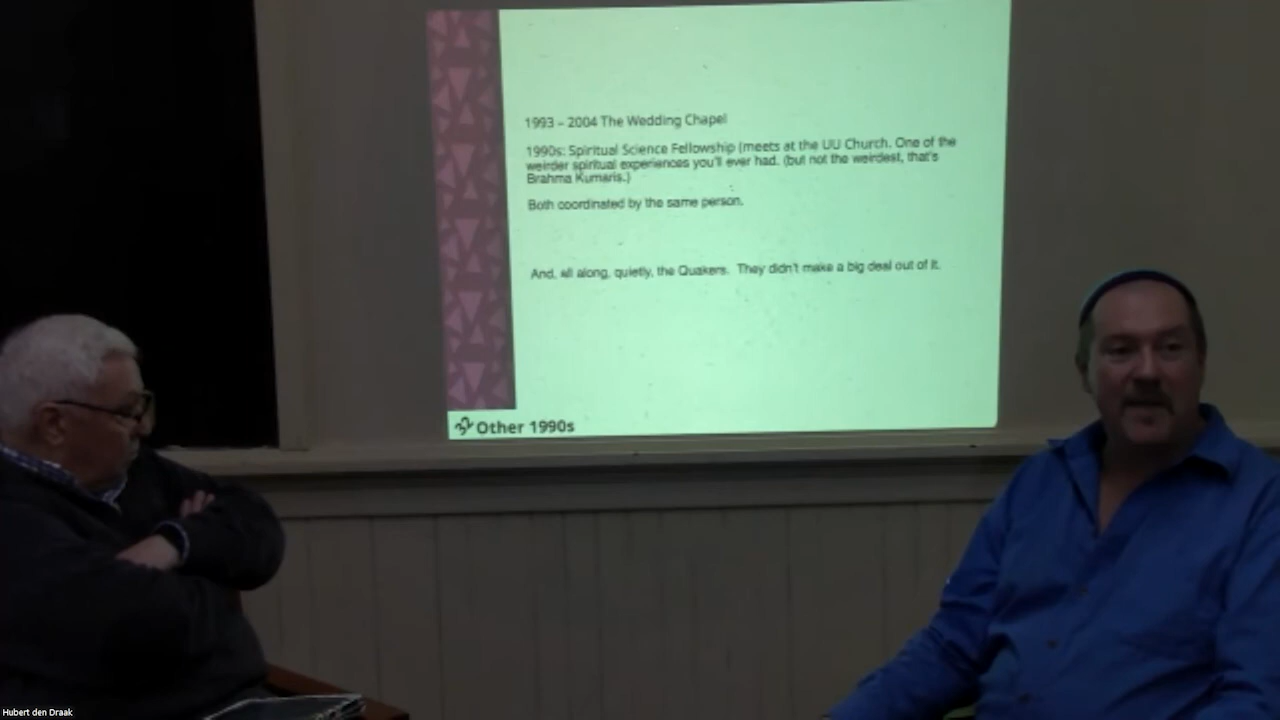 1993 – 2004 The Wedding Chapel
1990s: Spiritual Science Fellowship (meets at the UU Church. One of the
weirder spiritual experiences you'll ever had. (but not the weirdest, that's
Brahma Kumaris.)
Both coordinated by the same person.
And, all along, quietly, the Quakers. They didn't make a big deal out of it.
Other 1990s
Hubert den Draak